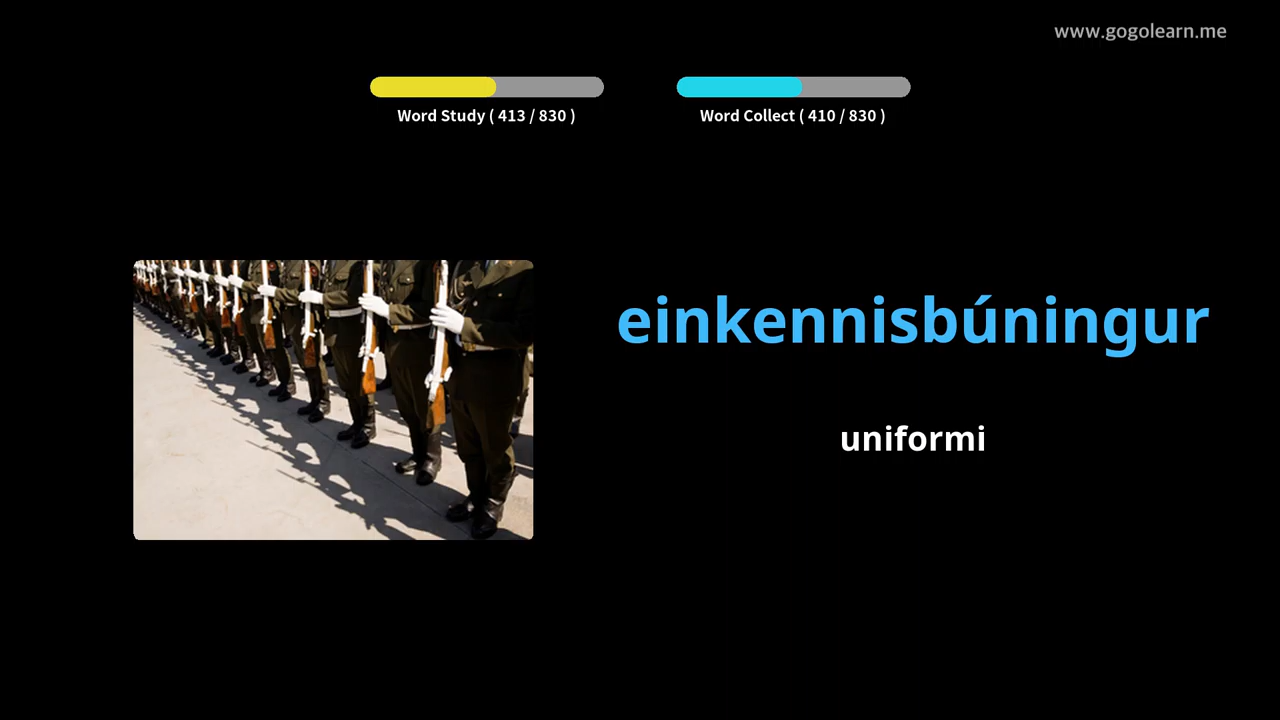 www.gogolearn.me
Word Study ( 413 / 830 )
Word Collect ( 410 / 830 )
einkennisbúningur
uniformi